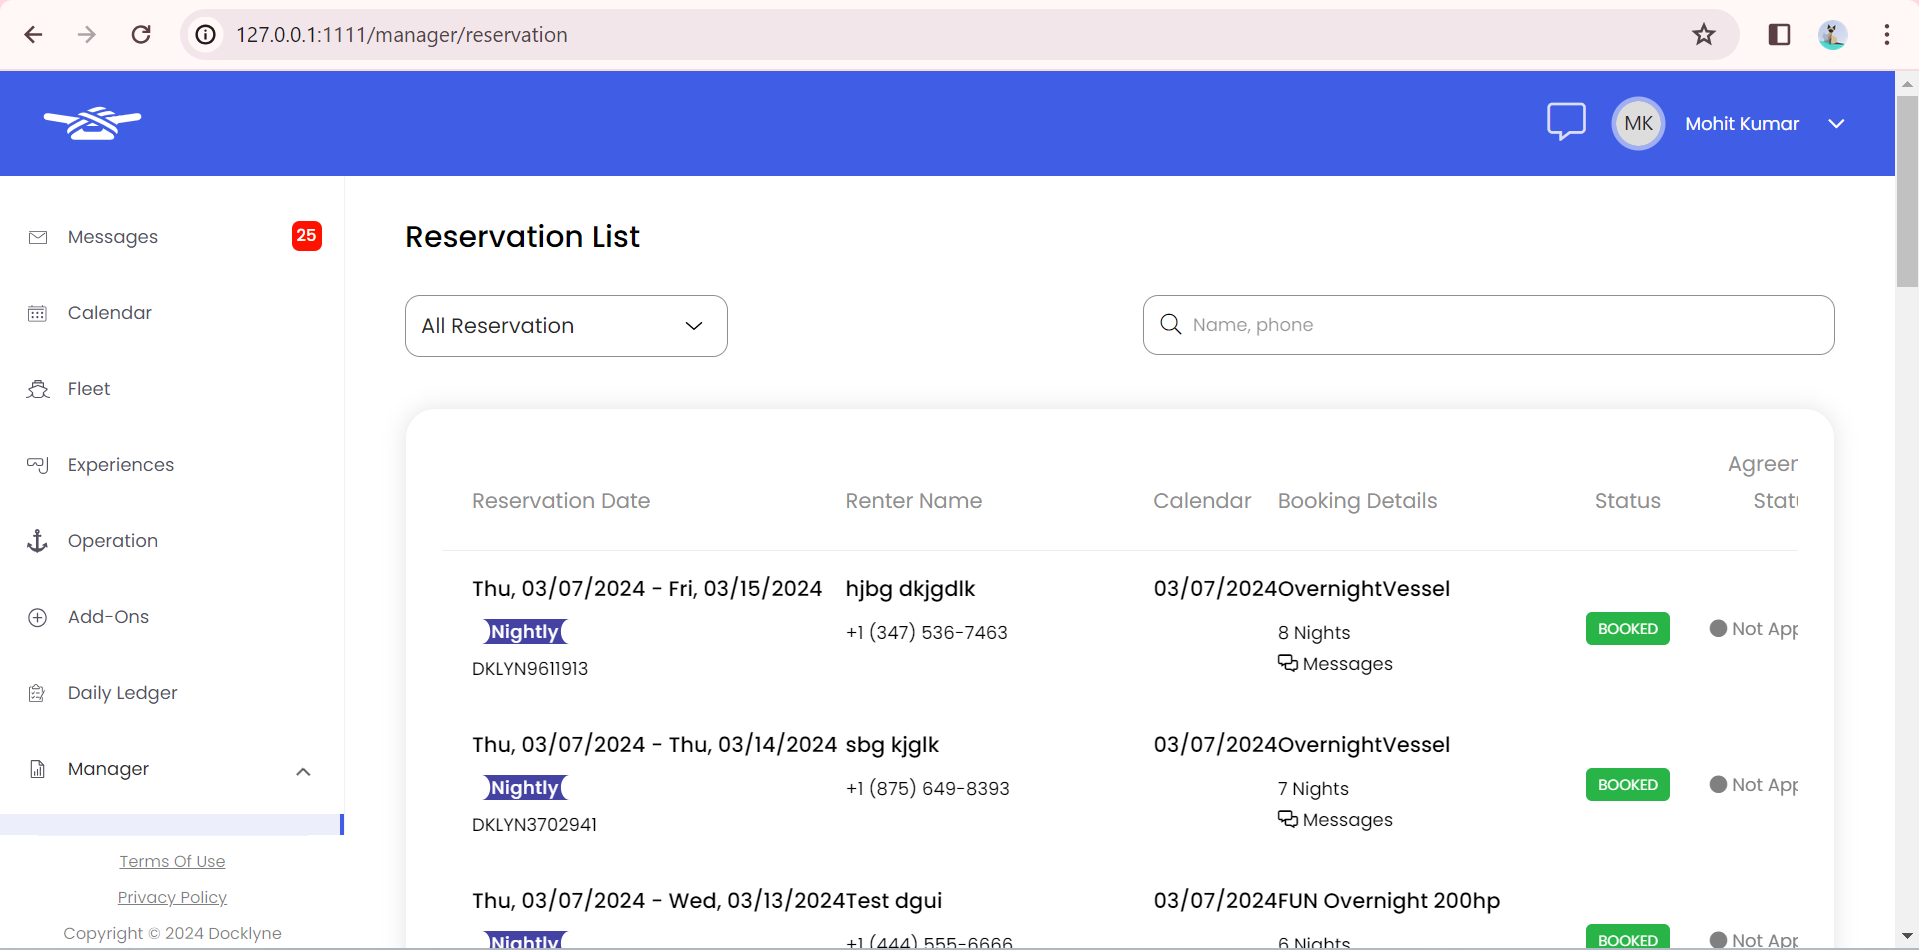 127.0.0.1:1111/manager/reservation
MK Mohit Kumar
Messages 25
Calendar
Fleet
Experiences
Operation
Add-Ons
Daily Ledger
Manager
Terms Of Use
Privacy Policy
Copyright © 2024 Docklyne
Reservation List
All Reservation
Name, phone
Reservation Date Renter Name Calendar Booking Details Status Agreer
Statu
Thu, 03/07/2024 - Fri, 03/15/2024 hjbg dkjgdlk 03/07/2024 OvernightVessel
Nightly +1 (347) 536-7463 8 Nights BOOKED Not App
DKLYN9611913 Messages
Thu, 03/07/2024 - Thu, 03/14/2024 sbg kjglk 03/07/2024 OvernightVessel
Nightly +1 (875) 649-8393 7 Nights BOOKED Not App
DKLYN3702941 Messages
Thu, 03/07/2024 - Wed, 03/13/2024 Test dgui 03/07/2024 FUN Overnight 200hp
Nightly +1 (444) 555-6666 6 Nights BOOKED Not App